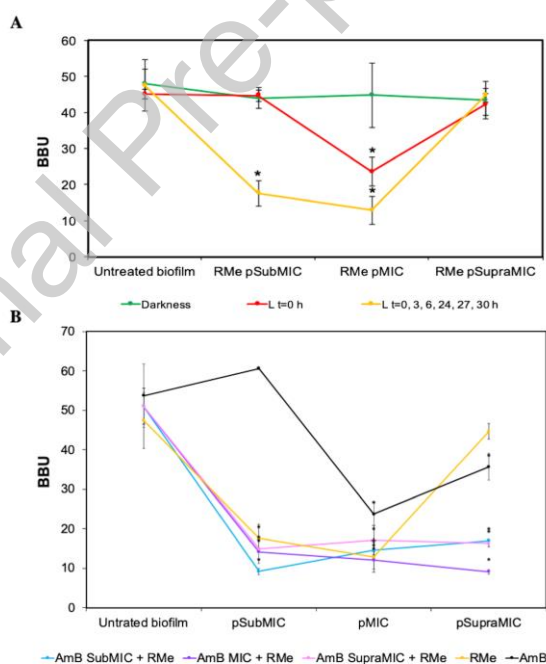 A
60
50
40
30
20
10
0
BBU
*
*
*
Untreated biofilm RMe pSubMIC RMe pMIC RMe pSupraMIC
Darkness L t=0 h L t=0, 3, 6, 24, 27, 30 h
B
70
60
50
40
30
20
10
0
BBU
Untrated biofilm pSubMIC pMIC pSupraMIC
AmB SubMIC + RMe AmB MIC + RMe AmB SupraMIC + RMe RMe AmB